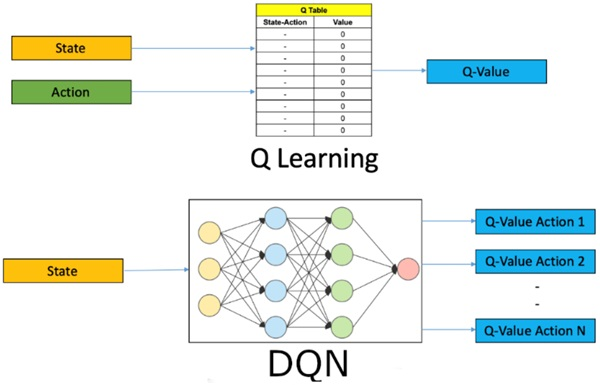 Q Table
State-Action Value
- 0
- 0
- 0
- 0
- 0
- 0
- 0
- 0
- 0
State
Action
Q-Value
Q Learning
State
Q-Value Action 1
Q-Value Action 2
-
-
Q-Value Action N
DQN